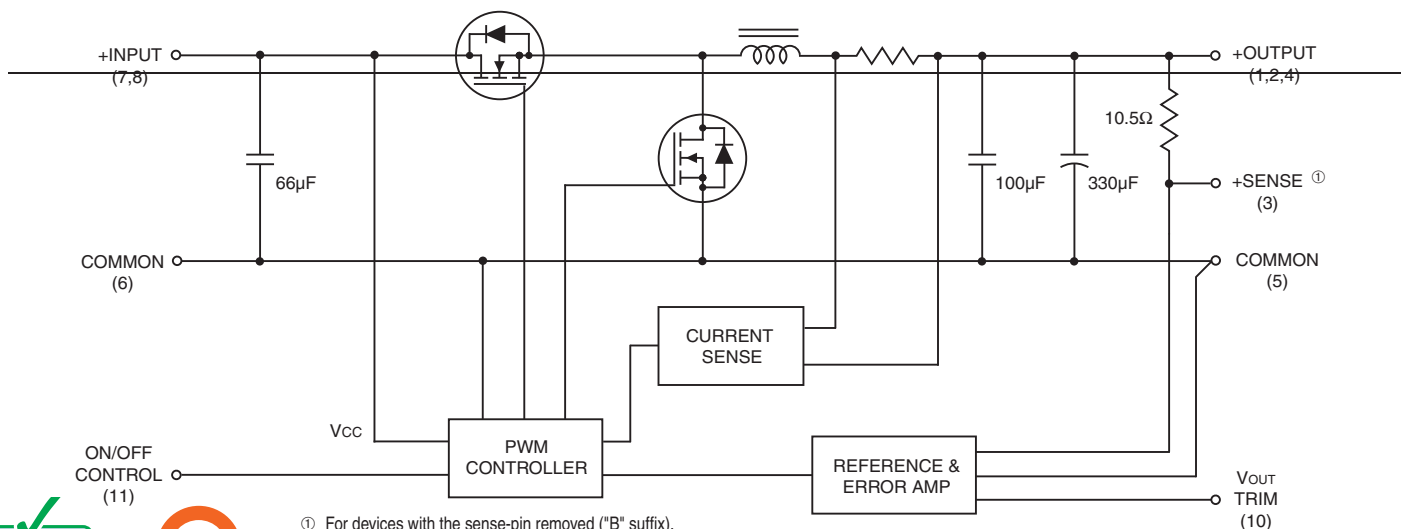 +INPUT
(7,8)
+OUTPUT
(1,2,4)
10.5Ω
66µF
100µF
330µF
+SENSE ①
(3)
COMMON
(6)
COMMON
(5)
CURRENT
SENSE
VCC
PWM
CONTROLLER
ON/OFF
CONTROL
(11)
REFERENCE &
ERROR AMP
VOUT
TRIM
(10)
① For devices with the sense-pin removed ("B" suffix),